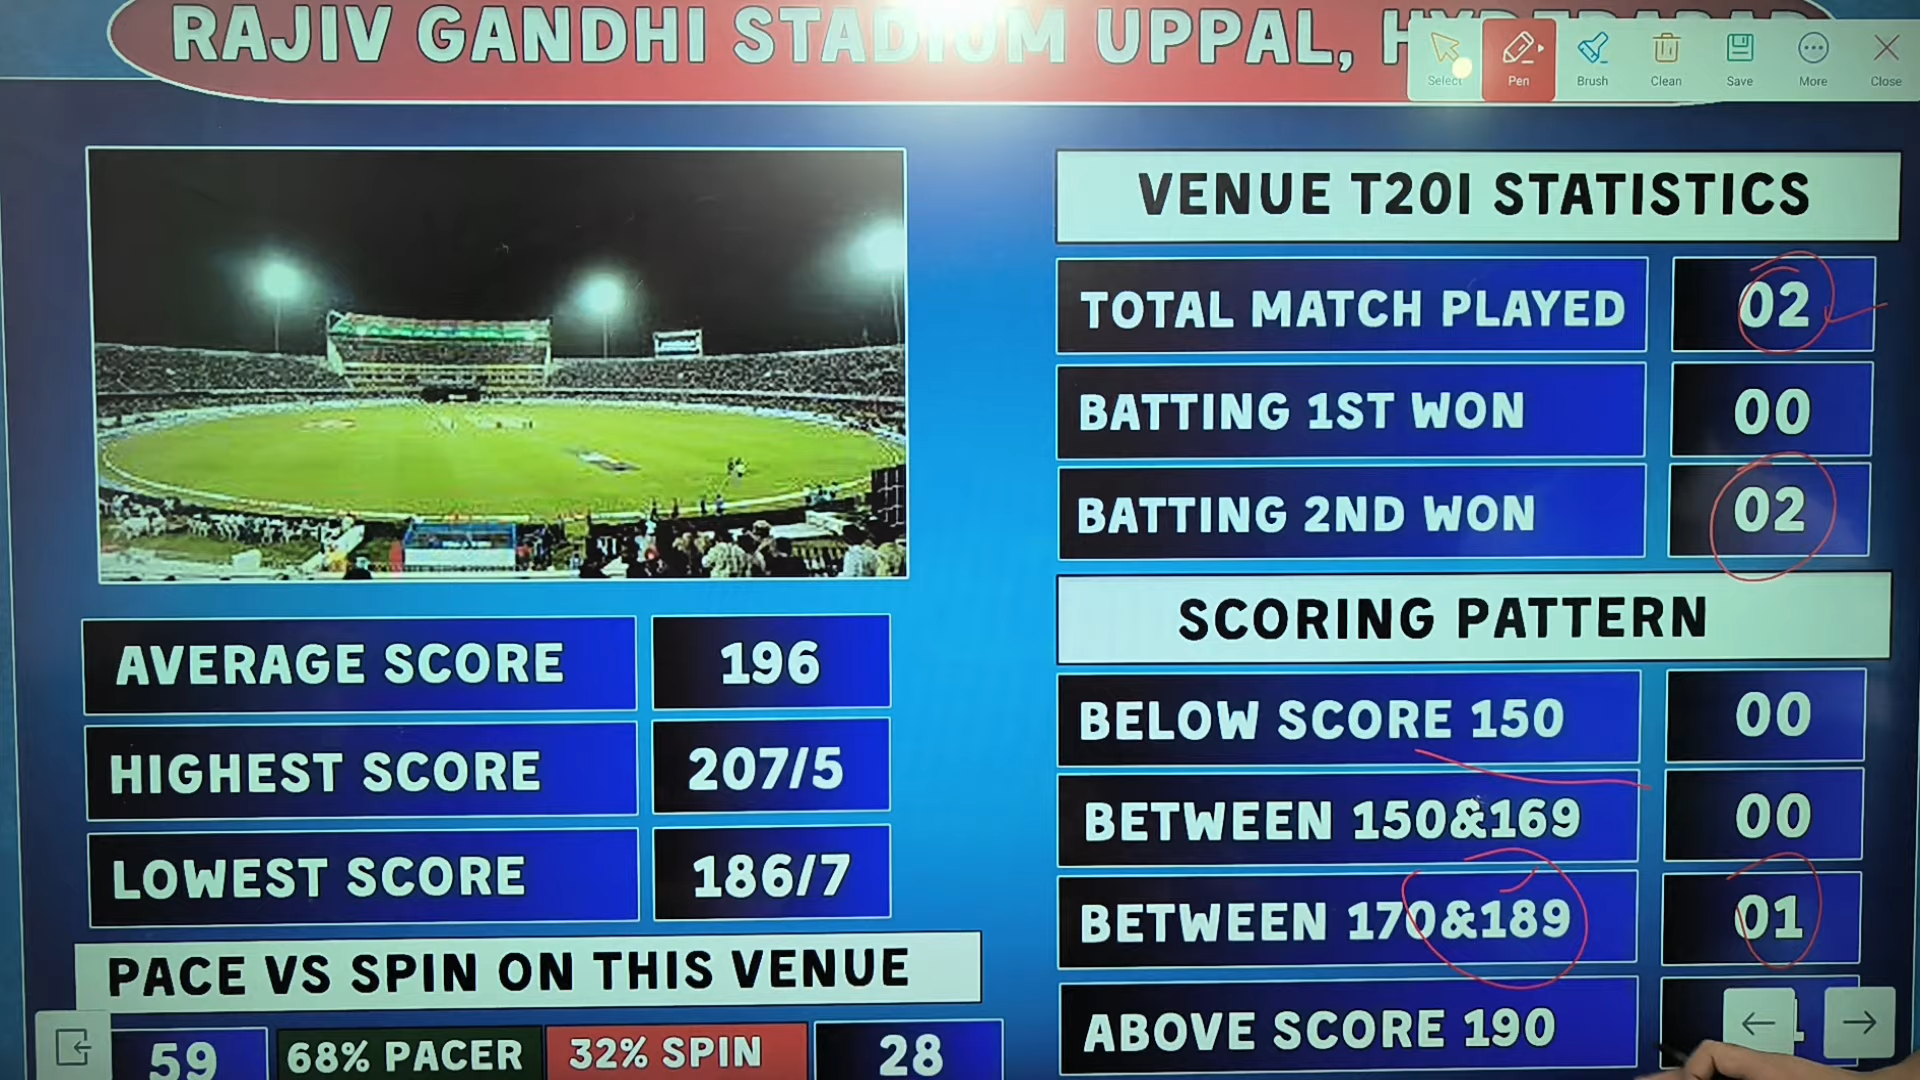 RAJIV GANDHI STADIUM UPPAL,
Select
Pen
Brush
Clean
Save
More
Close
VENUE T20I STATISTICS
TOTAL MATCH PLAYED 02
BATTING 1ST WON 00
BATTING 2ND WON 02
SCORING PATTERN
BELOW SCORE 150 00
BETWEEN 150&169 00
BETWEEN 170&189 01
ABOVE SCORE 190
AVERAGE SCORE 196
HIGHEST SCORE 207/5
LOWEST SCORE 186/7
PACE VS SPIN ON THIS VENUE
59 68% PACER 32% SPIN 28